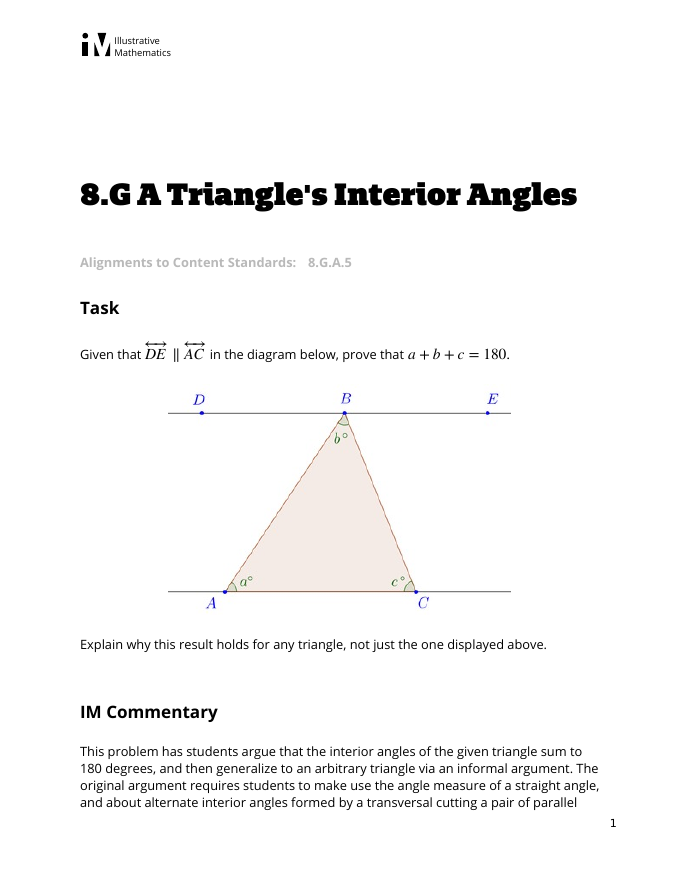 Illustrative
Mathematics
8.G A Triangle's Interior Angles
Alignments to Content Standards: 8.G.A.5
Task
Given that DE ∥ AC in the diagram below, prove that a + b + c = 180.
D B E
b°
a° c°
A C
Explain why this result holds for any triangle, not just the one displayed above.
IM Commentary
This problem has students argue that the interior angles of the given triangle sum to
180 degrees, and then generalize to an arbitrary triangle via an informal argument. The
original argument requires students to make use the angle measure of a straight angle,
and about alternate interior angles formed by a transversal cutting a pair of parallel
1